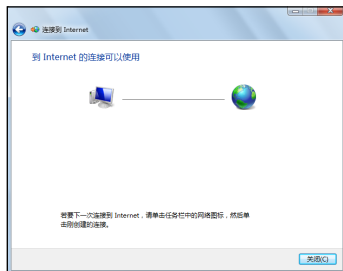 连接到 Internet
到 Internet 的连接可以使用
若要下一次连接到 Internet，请单击任务栏中的网络图标，然后单
击刚创建的连接。
关闭(C)